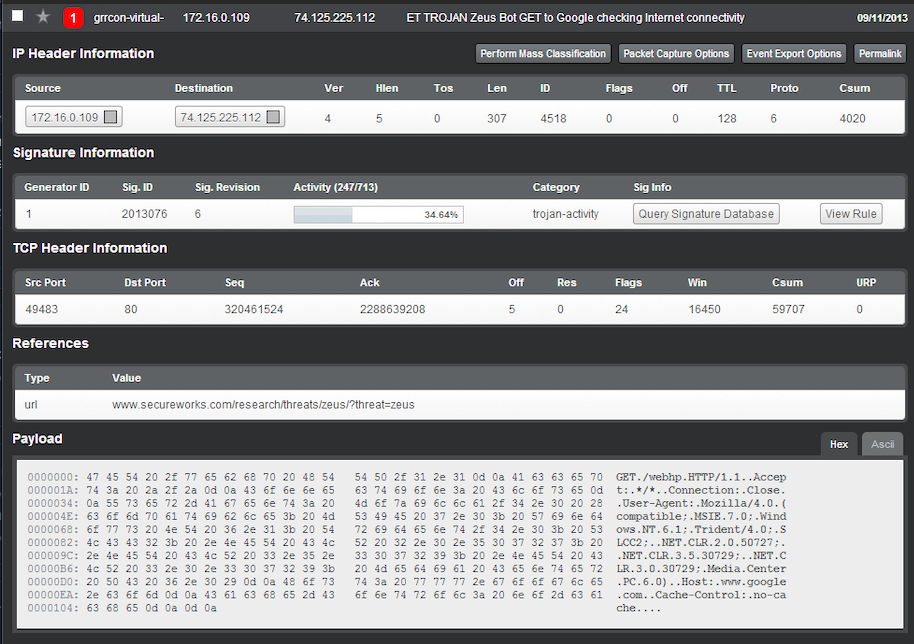 1 grrcon-virtual- 172.16.0.109 74.125.225.112 ET TROJAN Zeus Bot GET to Google checking Internet connectivity 09/11/2013
IP Header Information Perform Mass Classification Packet Capture Options Event Export Options Permalink
Source Destination Ver Hlen Tos Len ID Flags Off TTL Proto Csum
172.16.0.109 74.125.225.112 4 5 0 307 4518 0 0 128 6 4020
Signature Information
Generator ID Sig. ID Sig. Revision Activity (247/713) Category Sig Info
1 2013076 6 34.64% trojan-activity Query Signature Database View Rule
TCP Header Information
Src Port Dst Port Seq Ack Off Res Flags Win Csum URP
49483 80 320461524 2288639208 5 0 24 16450 59707 0
References
Type Value
url www.secureworks.com/research/threats/zeus/?threat=zeus
Payload Hex Ascii
0000000: 47 45 54 20 2f 77 65 62 68 70 20 48 54 54 50 2f 31 2e 31 0d 0a 41 63 63 65 70 GET./webhp.HTTP/1.1..Accep
000001A: 74 3a 20 2a 2f 2a 0d 0a 43 6f 6e 6e 65 63 74 69 6f 6e 3a 20 43 6c 6f 73 65 0d t:.*/*..Connection:.Close.
0000034: 0a 55 73 65 72 2d 41 67 65 6e 74 3a 20 4d 6f 7a 69 6c 6c 61 2f 34 2e 30 20 28 .User-Agent:.Mozilla/4.0.(
000004E: 63 6f 6d 70 61 74 69 62 6c 65 3b 20 4d 53 49 45 20 37 2e 30 3b 20 57 69 6e 64 compatible;.MSIE.7.0;.Wind
0000068: 6f 77 73 20 4e 54 20 36 2e 31 3b 20 54 72 69 64 65 6e 74 2f 34 2e 30 3b 20 53 ows.NT.6.1;.Trident/4.0;.S
0000082: 4c 43 43 32 3b 20 2e 4e 45 54 20 43 4c 52 20 32 2e 30 2e 35 30 37 32 37 3b 20 LCC2;..NET.CLR.2.0.50727;.
000009C: 2e 4e 45 54 20 43 4c 52 20 33 2e 35 2e 33 30 37 32 39 3b 20 2e 4e 45 54 20 43 .NET.CLR.3.5.30729;..NET.C
00000B6: 4c 52 20 33 2e 30 2e 33 30 37 32 39 3b 20 4d 65 64 69 61 20 43 65 6e 74 65 72 LR.3.0.30729;.Media.Center
00000D0: 20 50 43 20 36 2e 30 29 0d 0a 48 6f 73 74 3a 20 77 77 77 2e 67 6f 6f 67 6c 65 .PC.6.0)..Host:.www.google
00000EA: 2e 63 6f 6d 0d 0a 43 61 63 68 65 2d 43 6f 6e 74 72 6f 6c 3a 20 6e 6f 2d 63 61 .com..Cache-Control:.no-ca
0000104: 63 68 65 0d 0a 0d 0a che....